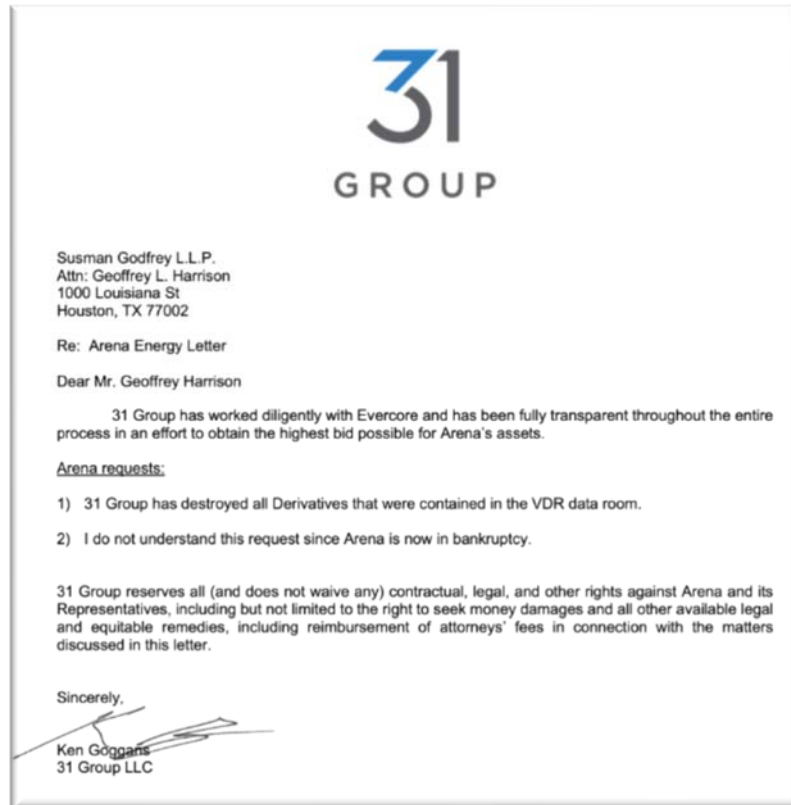 31
GROUP
Susman Godfrey L.L.P.
Attn: Geoffrey L. Harrison
1000 Louisiana St
Houston, TX 77002
Re: Arena Energy Letter
Dear Mr. Geoffrey Harrison
31 Group has worked diligently with Evercore and has been fully transparent throughout the entire
process in an effort to obtain the highest bid possible for Arena's assets.
Arena requests:
1) 31 Group has destroyed all Derivatives that were contained in the VDR data room.
2) I do not understand this request since Arena is now in bankruptcy.
31 Group reserves all (and does not waive any) contractual, legal, and other rights against Arena and its
Representatives, including but not limited to the right to seek money damages and all other available legal
and equitable remedies, including reimbursement of attorneys' fees in connection with the matters
discussed in this letter.
Sincerely,
Ken Goggans
31 Group LLC